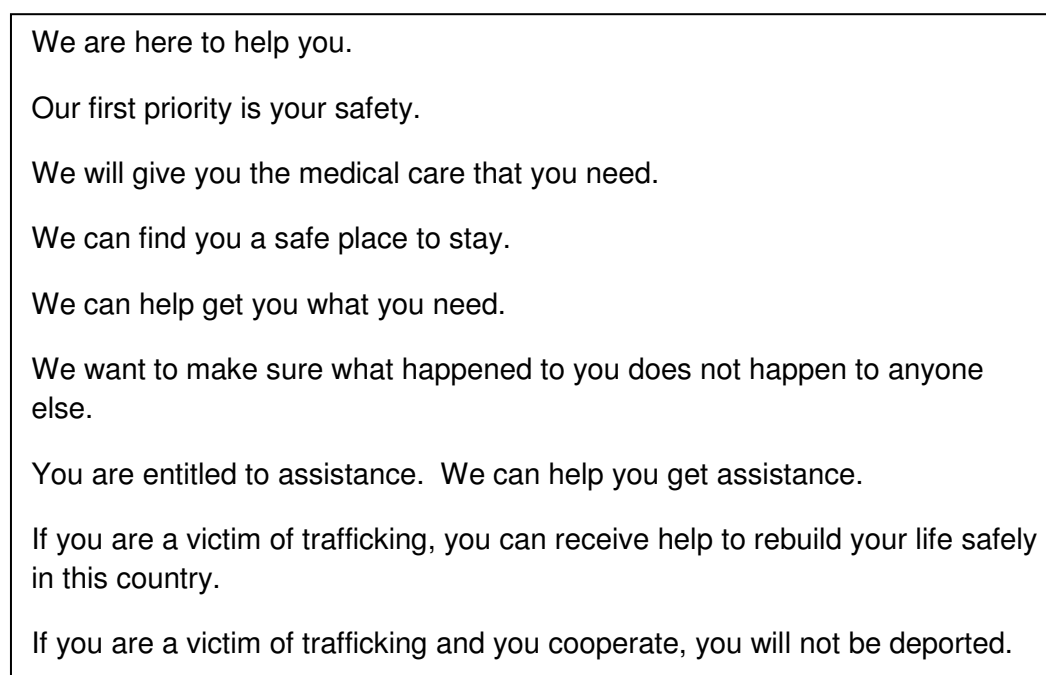 We are here to help you.
Our first priority is your safety.
We will give you the medical care that you need.
We can find you a safe place to stay.
We can help get you what you need.
We want to make sure what happened to you does not happen to anyone
else.
You are entitled to assistance.  We can help you get assistance.
If you are a victim of trafficking, you can receive help to rebuild your life safely
in this country.
If you are a victim of trafficking and you cooperate, you will not be deported.